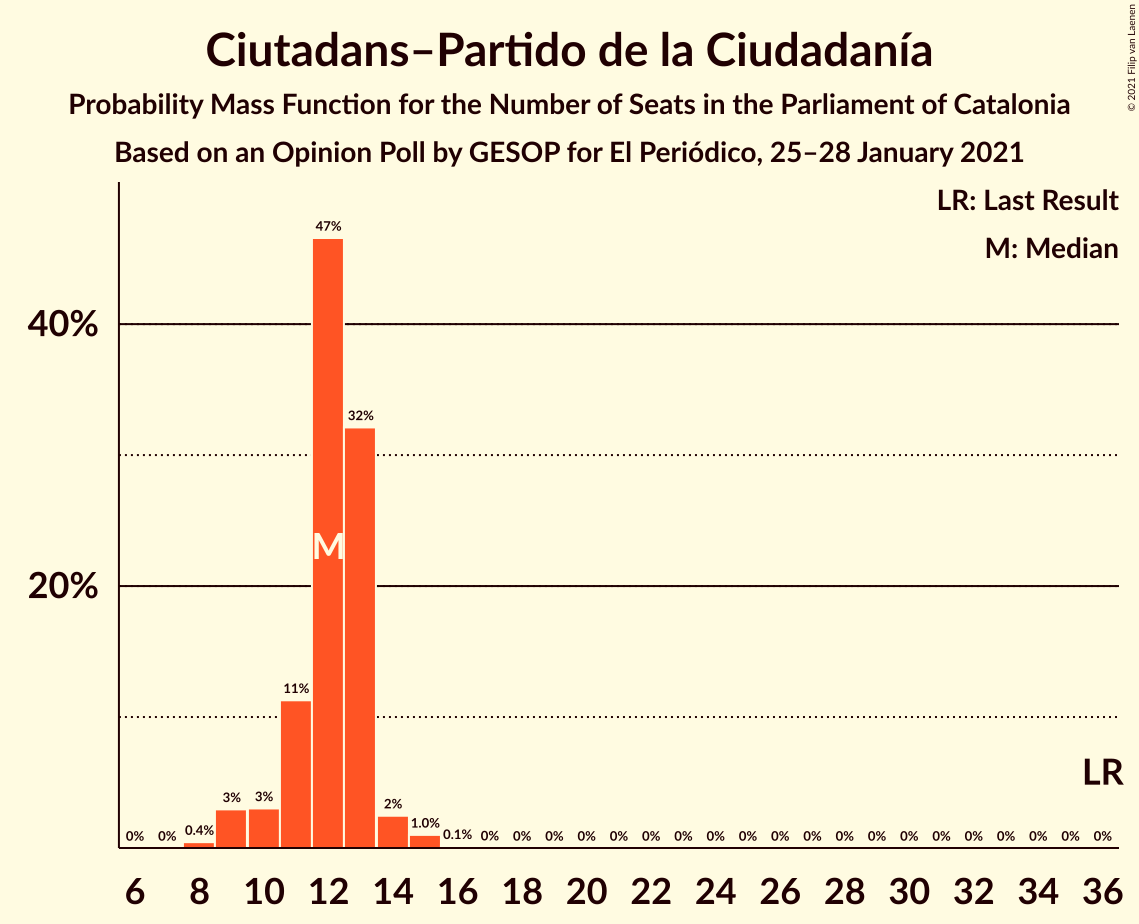 Ciutadans–Partido de la Ciudadanía
Probability Mass Function for the Number of Seats in the Parliament of Catalonia
Based on an Opinion Poll by GESOP for El Periódico, 25–28 January 2021
© 2021 Filip van Laenen
LR: Last Result
M: Median
47%
40%
32%
M
20%
11%
LR
0% 0% 0.4% 3% 3% 2% 1.0% 0.1% 0% 0% 0% 0% 0% 0% 0% 0% 0% 0% 0% 0% 0% 0% 0% 0% 0% 0% 0% 0%
6 8 10 12 14 16 18 20 22 24 26 28 30 32 34 36